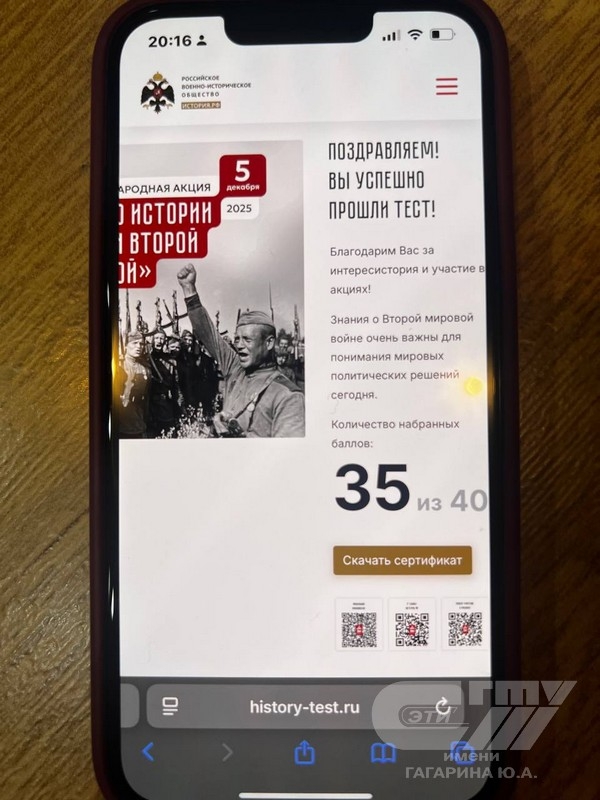 20:16
РОССИЙСКОЕ
ВОЕННО-ИСТОРИЧЕСКОЕ
ОБЩЕСТВО
ИСТОРИЯ.РФ
АРОДНАЯ АКЦИЯ
5
декабря
2025
О ИСТОРИИ
И ВТОРОЙ
ОЙ»
ПОЗДРАВЛЯЕМ!
ВЫ УСПЕШНО
ПРОШЛИ ТЕСТ!
Благодарим Вас за
интересистория и участие в
акциях!
Знания о Второй мировой
войне очень важны для
понимания мировых
политических решений
сегодня.
Количество набранных
баллов:
35 из 40
Скачать сертификат
history-test.ru
СГТУ
ЭТИ
имени
ГАГАРИНА Ю.А.